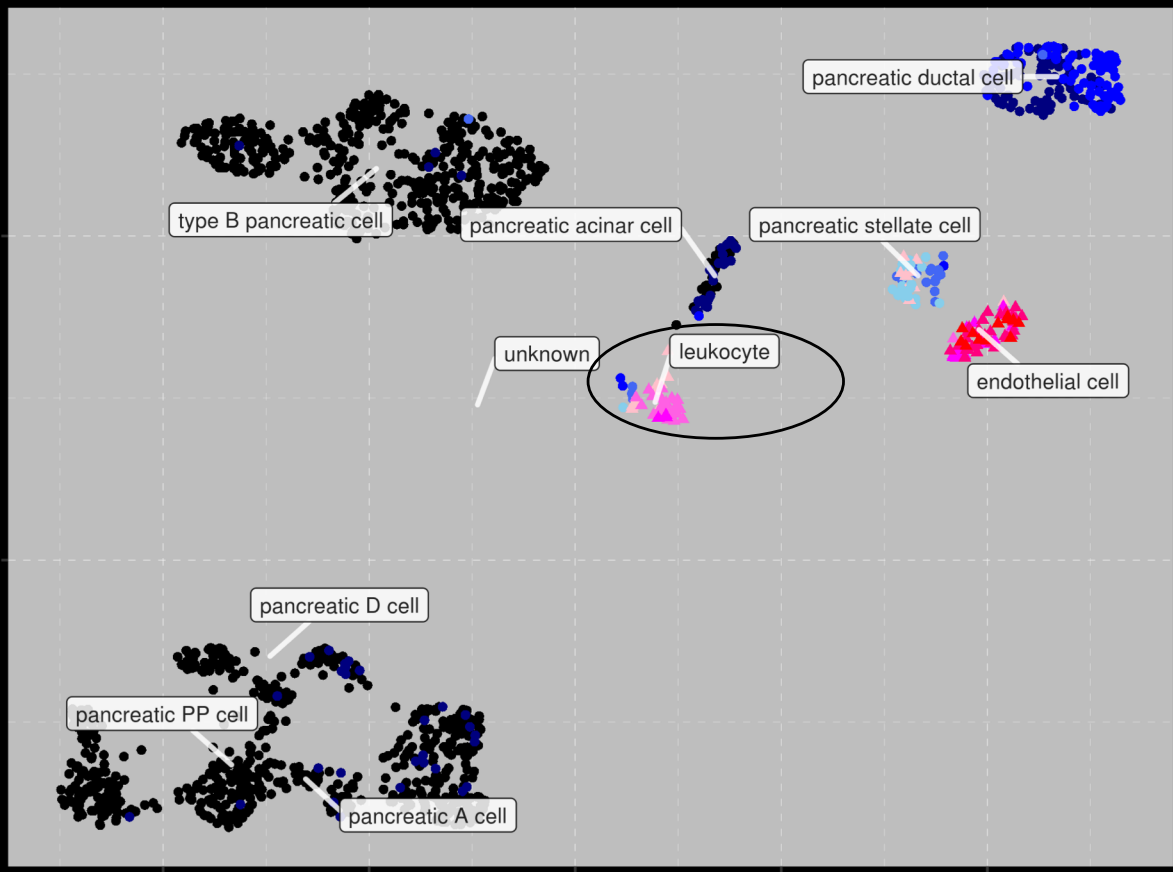 pancreatic ductal cell
type B pancreatic cell
pancreatic acinar cell
pancreatic stellate cell
unknown
leukocyte
endothelial cell
pancreatic D cell
pancreatic PP cell
pancreatic A cell